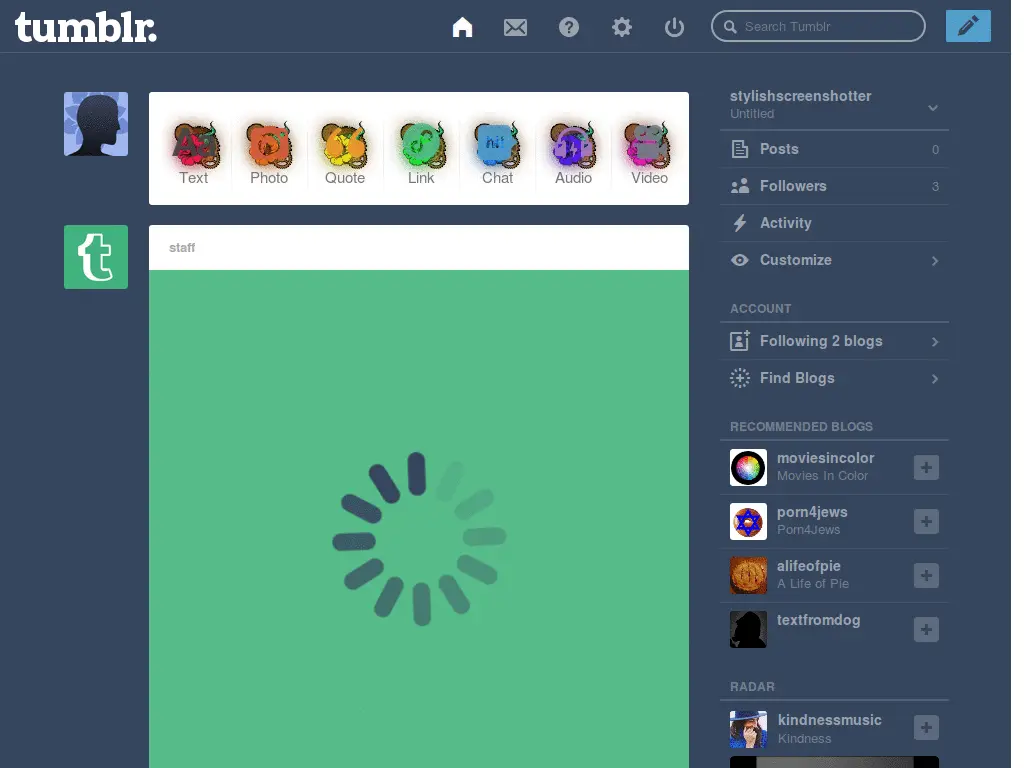 tumblr.
Search Tumblr
Text Photo Quote Link Chat Audio Video
staff
stylishscreenshotter
Untitled
Posts 0
Followers 3
Activity
Customize
ACCOUNT
Following 2 blogs
Find Blogs
RECOMMENDED BLOGS
moviesincolor
Movies In Color
porn4jews
Porn4Jews
alifeofpie
A Life of Pie
textfromdog
RADAR
kindnessmusic
Kindness